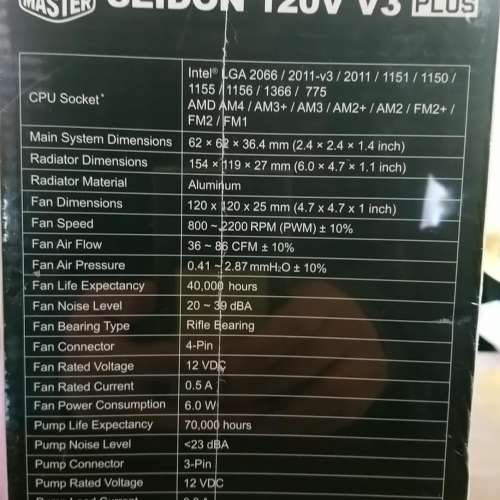 MASTER SEIDON 120V V3 PLUS
CPU Socket* Intel® LGA 2066 / 2011-v3 / 2011 / 1151 / 1150 /
1155 / 1156 / 1366 / 775
AMD AM4 / AM3+ / AM3 / AM2+ / AM2 / FM2+ /
FM2 / FM1
Main System Dimensions 62 × 62 × 36.4 mm (2.4 × 2.4 × 1.4 inch)
Radiator Dimensions 154 × 119 × 27 mm (6.0 × 4.7 × 1.1 inch)
Radiator Material Aluminum
Fan Dimensions 120 x 120 x 25 mm (4.7 x 4.7 x 1 inch)
Fan Speed 800 ~ 2200 RPM (PWM) ± 10%
Fan Air Flow 36 ~ 86 CFM ± 10%
Fan Air Pressure 0.41 ~ 2.87 mmH₂O ± 10%
Fan Life Expectancy 40,000 hours
Fan Noise Level 20 ~ 39 dBA
Fan Bearing Type Rifle Bearing
Fan Connector 4-Pin
Fan Rated Voltage 12 VDC
Fan Rated Current 0.5 A
Fan Power Consumption 6.0 W
Pump Life Expectancy 70,000 hours
Pump Noise Level <23 dBA
Pump Connector 3-Pin
Pump Rated Voltage 12 VDC